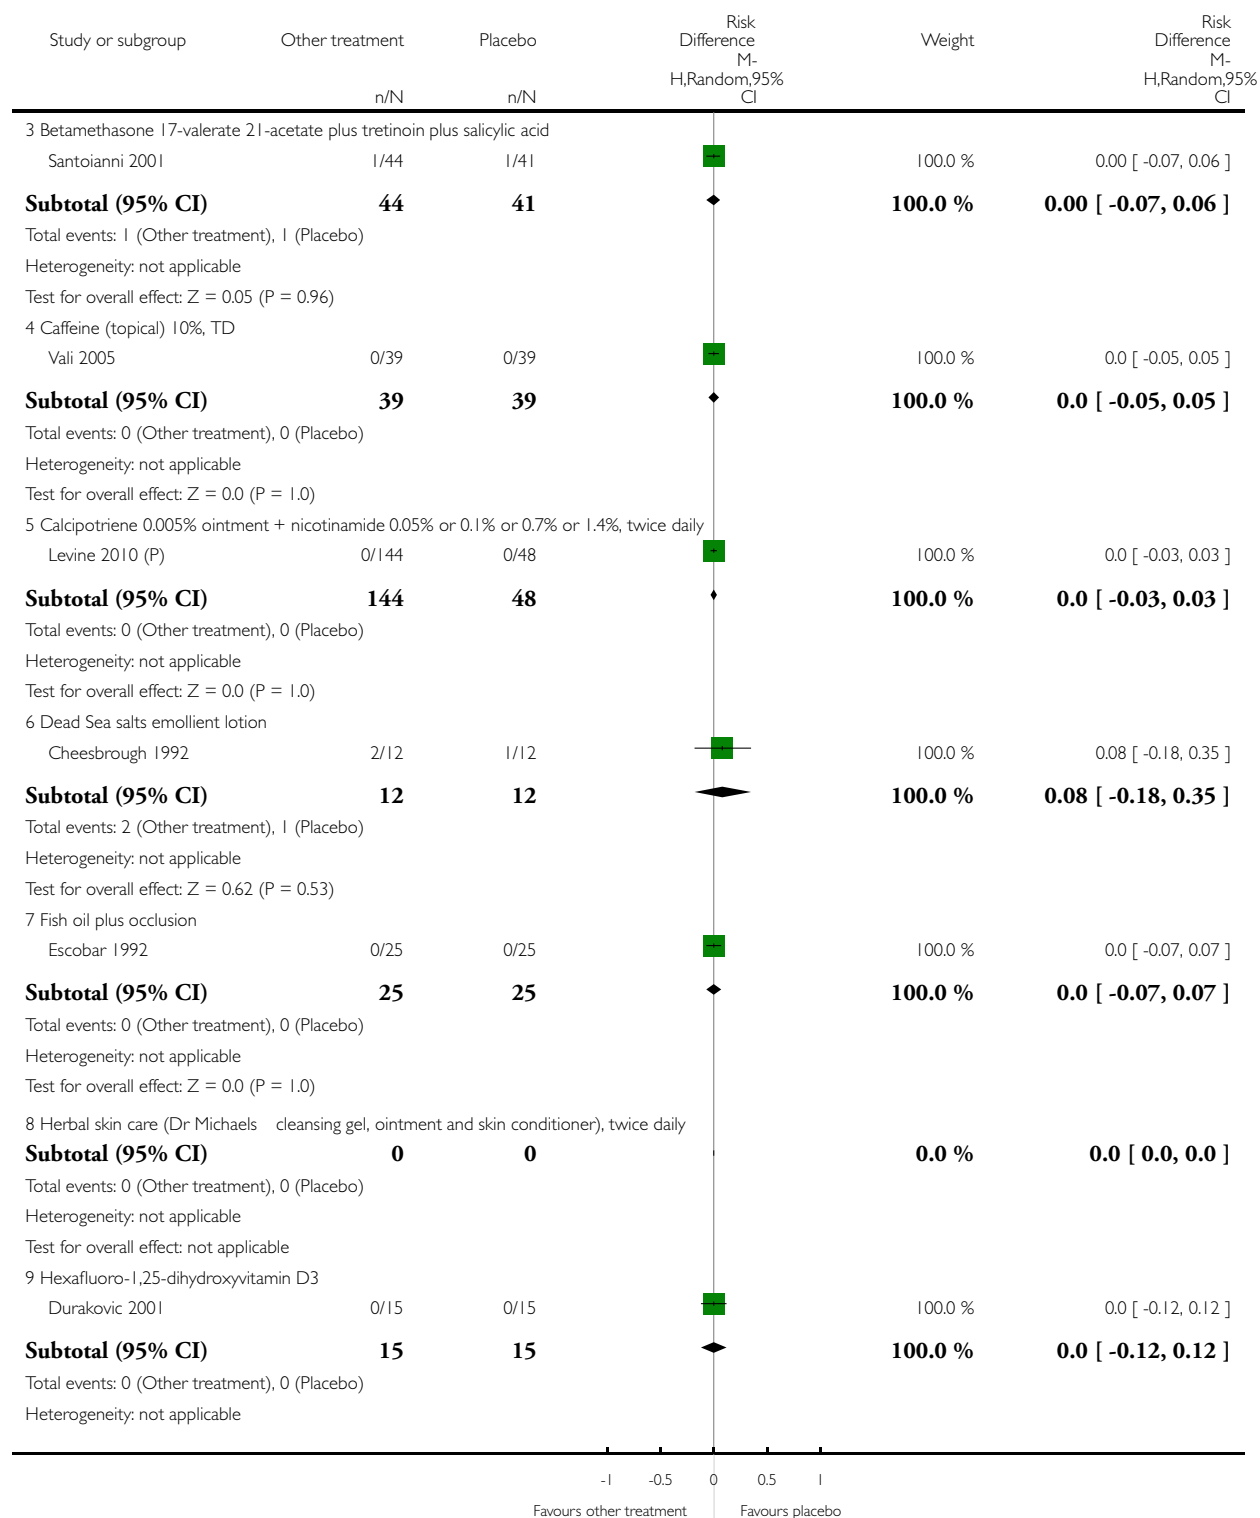 Study or subgroup Other treatment Placebo Risk Difference Weight Risk Difference
M-H,Random,95% CI M-H,Random,95% CI
n/N n/N
3 Betamethasone 17-valerate 21-acetate plus tretinoin plus salicylic acid
Santoianni 2001 1/44 1/41 100.0 % 0.00 [ -0.07, 0.06 ]
Subtotal (95% CI) 44 41 100.0 % 0.00 [ -0.07, 0.06 ]
Total events: 1 (Other treatment), 1 (Placebo)
Heterogeneity: not applicable
Test for overall effect: Z = 0.05 (P = 0.96)
4 Caffeine (topical) 10%, TD
Vali 2005 0/39 0/39 100.0 % 0.0 [ -0.05, 0.05 ]
Subtotal (95% CI) 39 39 100.0 % 0.0 [ -0.05, 0.05 ]
Total events: 0 (Other treatment), 0 (Placebo)
Heterogeneity: not applicable
Test for overall effect: Z = 0.0 (P = 1.0)
5 Calcipotriene 0.005% ointment + nicotinamide 0.05% or 0.1% or 0.7% or 1.4%, twice daily
Levine 2010 (P) 0/144 0/48 100.0 % 0.0 [ -0.03, 0.03 ]
Subtotal (95% CI) 144 48 100.0 % 0.0 [ -0.03, 0.03 ]
Total events: 0 (Other treatment), 0 (Placebo)
Heterogeneity: not applicable
Test for overall effect: Z = 0.0 (P = 1.0)
6 Dead Sea salts emollient lotion
Cheesbrough 1992 2/12 1/12 100.0 % 0.08 [ -0.18, 0.35 ]
Subtotal (95% CI) 12 12 100.0 % 0.08 [ -0.18, 0.35 ]
Total events: 2 (Other treatment), 1 (Placebo)
Heterogeneity: not applicable
Test for overall effect: Z = 0.62 (P = 0.53)
7 Fish oil plus occlusion
Escobar 1992 0/25 0/25 100.0 % 0.0 [ -0.07, 0.07 ]
Subtotal (95% CI) 25 25 100.0 % 0.0 [ -0.07, 0.07 ]
Total events: 0 (Other treatment), 0 (Placebo)
Heterogeneity: not applicable
Test for overall effect: Z = 0.0 (P = 1.0)
8 Herbal skin care (Dr Michaels cleansing gel, ointment and skin conditioner), twice daily
Subtotal (95% CI) 0 0 0.0 % 0.0 [ 0.0, 0.0 ]
Total events: 0 (Other treatment), 0 (Placebo)
Heterogeneity: not applicable
Test for overall effect: not applicable
9 Hexafluoro-1,25-dihydroxyvitamin D3
Durakovic 2001 0/15 0/15 100.0 % 0.0 [ -0.12, 0.12 ]
Subtotal (95% CI) 15 15 100.0 % 0.0 [ -0.12, 0.12 ]
Total events: 0 (Other treatment), 0 (Placebo)
Heterogeneity: not applicable
-1 -0.5 0 0.5 1
Favours other treatment Favours placebo